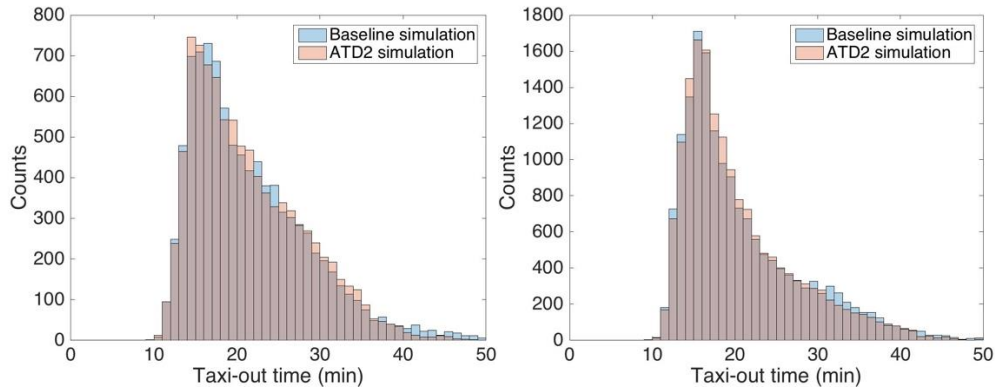 800
700
600
500
400
300
200
100
0
Counts
0 10 20 30 40 50
Taxi-out time (min)
Baseline simulation
ATD2 simulation
1800
1600
1400
1200
1000
800
600
400
200
0
Counts
0 10 20 30 40 50
Taxi-out time (min)
Baseline simulation
ATD2 simulation